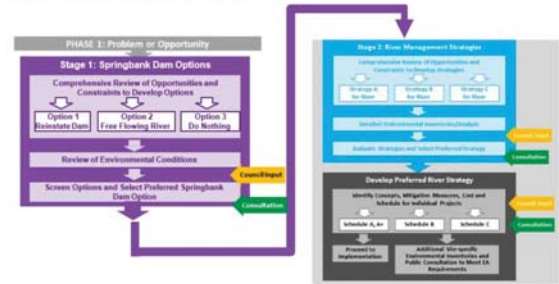 PHASE 1: Problem or Opportunity
Stage 1: Springbank Dam Options
Comprehensive Review of Opportunities and
Constraints to Develop Options
Option 1
Reinstate Dam
Option 2
Free Flowing River
Option 3
Do Nothing
Review of Environmental Conditions
Council Input
Screen Options and Select Preferred Springbank
Dam Option
Consultation
Stage 2: River Management Strategies
Comprehensive Review of Opportunities
and Constraints to Develop Strategies
Strategy A
for River
Strategy B
for River
Strategy C
for River
Detailed Environmental Inventories/Analysis
Council Input
Evaluate Strategies and Select Preferred Strategy
Consultation
Develop Preferred River Strategy
Identify Concepts, Mitigation Measures, Cost and
Schedule for Individual Projects
Council Input
Schedule A, A+
Schedule B
Schedule C
Consultation
Proceed to
Implementation
Additional Site-specific
Environmental Inventories and
Public Consultation to Meet EA
Requirements